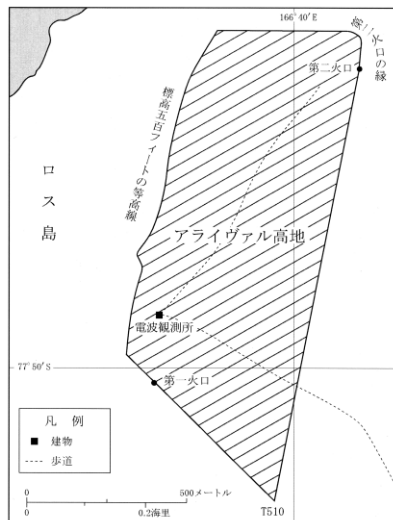 166°40′E
第二火口の縁
第二火口
標高五百フィートの等高線
ロス島
アライヴァル高地
電波観測所
77°50′S
第一火口
凡 例
建物
歩道
0 500メートル
0 0.2海里
T510